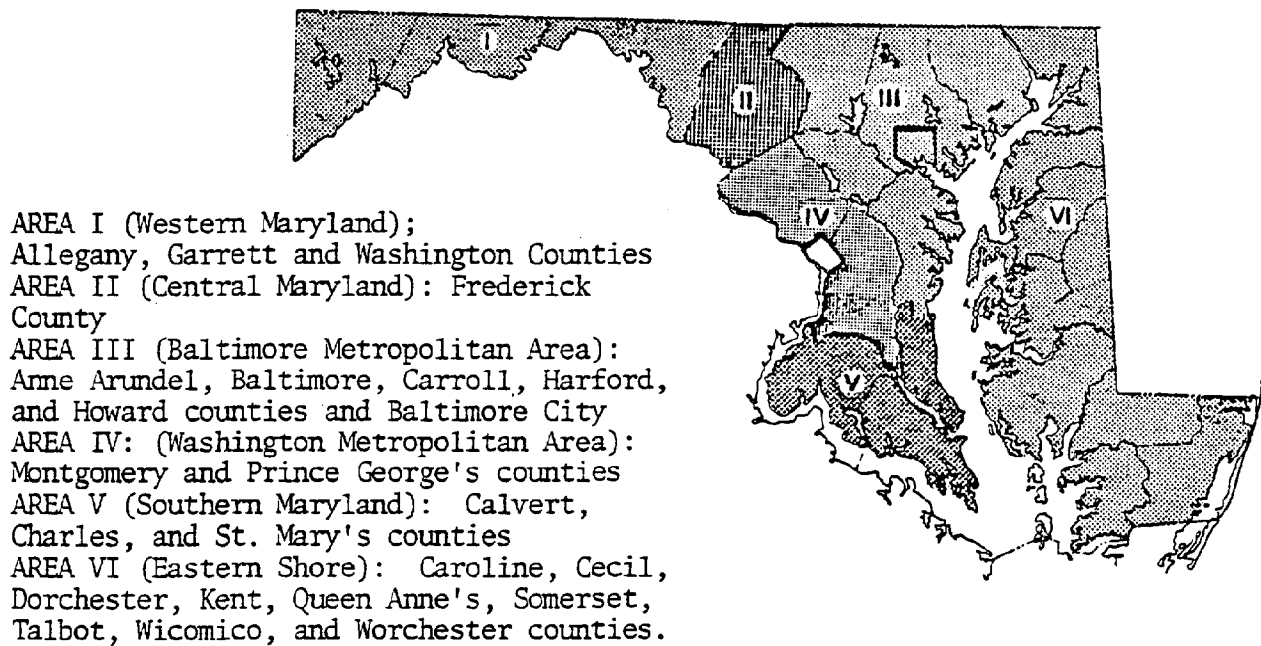 I
II
III
IV
VI
V
AREA I (Western Maryland);
Allegany, Garrett and Washington Counties
AREA II (Central Maryland): Frederick
County
AREA III (Baltimore Metropolitan Area):
Anne Arundel, Baltimore, Carroll, Harford,
and Howard counties and Baltimore City
AREA IV: (Washington Metropolitan Area):
Montgomery and Prince George's counties
AREA V (Southern Maryland): Calvert,
Charles, and St. Mary's counties
AREA VI (Eastern Shore): Caroline, Cecil,
Dorchester, Kent, Queen Anne's, Somerset,
Talbot, Wicomico, and Worchester counties.